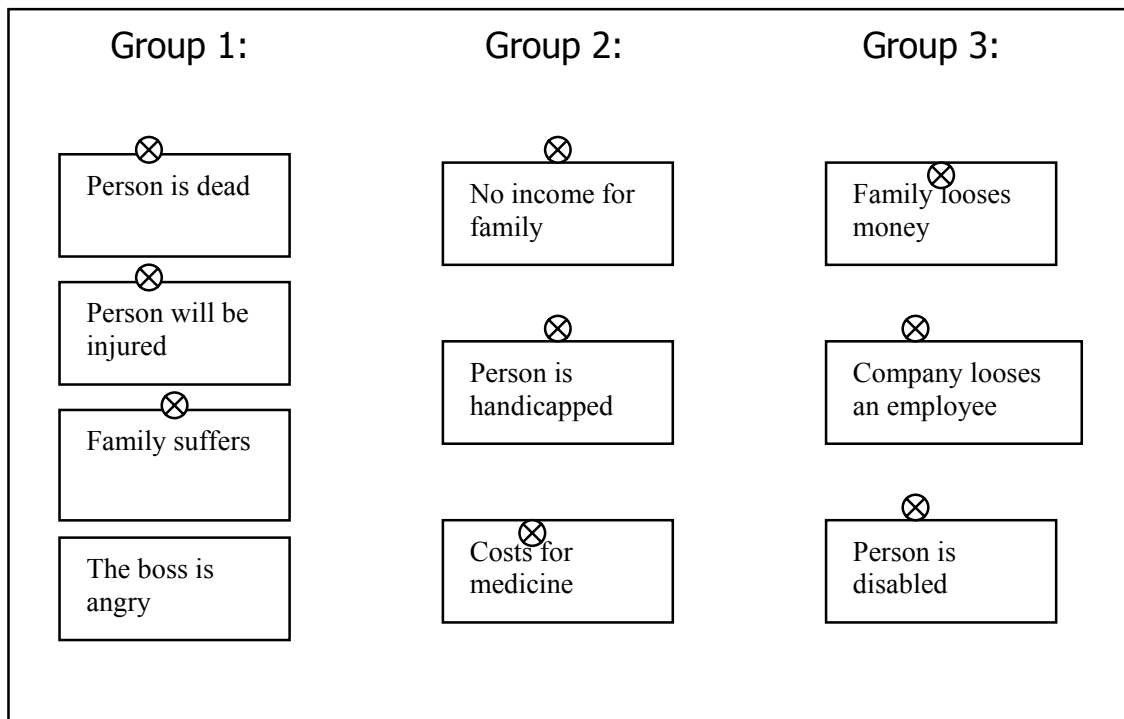 Group 1:
Person is dead
Person will be
injured
Family suffers
The boss is
angry
Group 2:
No income for
family
Person is
handicapped
Costs for
medicine
Group 3:
Family looses
money
Company looses
an employee
Person is
disabled